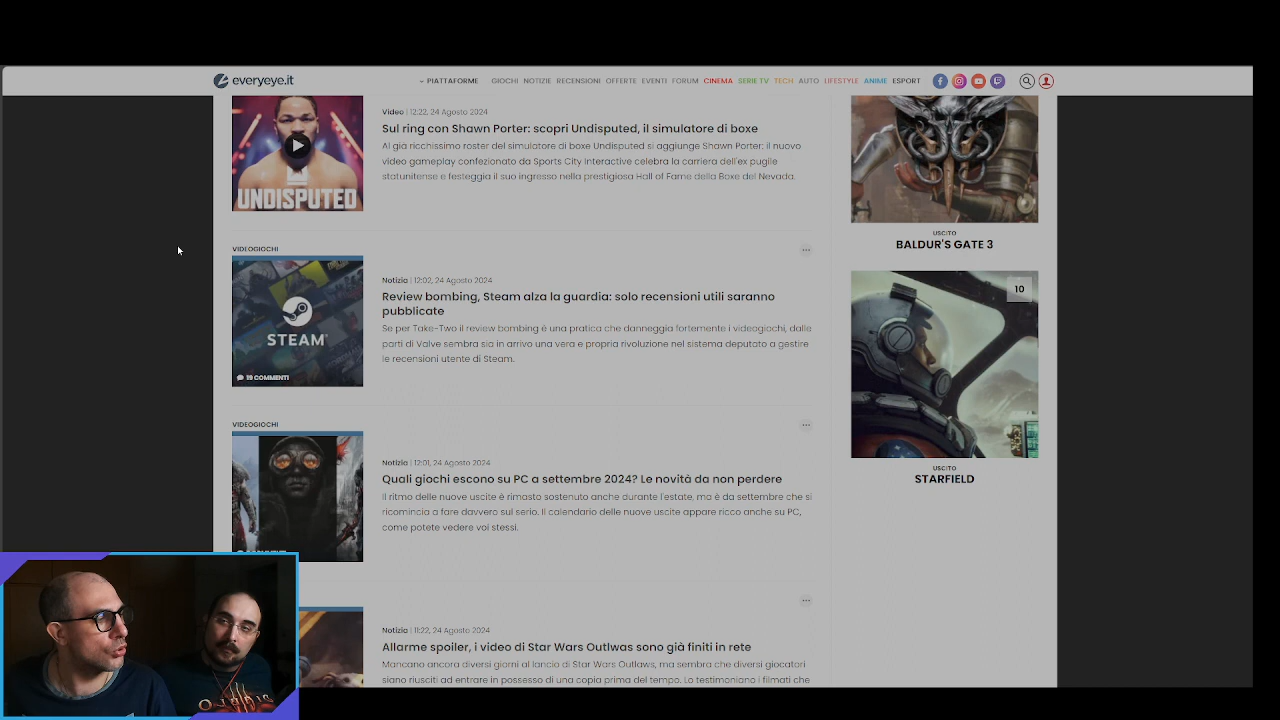 everyeye.it
PIATTAFORME GIOCHI NOTIZIE RECENSIONI OFFERTE EVENTI FORUM CINEMA SERIE TV TECH AUTO LIFESTYLE ANIME ESPORT
Video | 12:22, 24 Agosto 2024
Sul ring con Shawn Porter: scopri Undisputed, il simulatore di boxe
Al già ricchissimo roster del simulatore di boxe Undisputed si aggiunge Shawn Porter: il nuovo
video gameplay confezionato da Sports City Interactive celebra la carriera dell'ex pugile
statunitense e festeggia il suo ingresso nella prestigiosa Hall of Fame della Boxe del Nevada.
UNDISPUTED
VIDEOGIOCHI
Notizia | 12:02, 24 Agosto 2024
Review bombing, Steam alza la guardia: solo recensioni utili saranno
pubblicate
Se per Take-Two il review bombing è una pratica che danneggia fortemente i videogiochi, dalle
parti di Valve sembra sia in arrivo una vera e propria rivoluzione nel sistema deputato a gestire
le recensioni utente di Steam.
STEAM
19 COMMENTI
VIDEOGIOCHI
Notizia | 12:01, 24 Agosto 2024
Quali giochi escono su PC a settembre 2024? Le novità da non perdere
Il ritmo delle nuove uscite è rimasto sostenuto anche durante l'estate, ma è da settembre che si
ricomincia a fare davvero sul serio. Il calendario delle nuove uscite appare ricco anche su PC,
come potete vedere voi stessi.
Notizia | 11:22, 24 Agosto 2024
Allarme spoiler, i video di Star Wars Outlwas sono già finiti in rete
Mancano ancora diversi giorni al lancio di Star Wars Outlaws, ma sembra che diversi giocatori
siano riusciti ad entrare in possesso di una copia prima del tempo. Lo testimoniano i filmati che
USCITO
BALDUR'S GATE 3
10
USCITO
STARFIELD